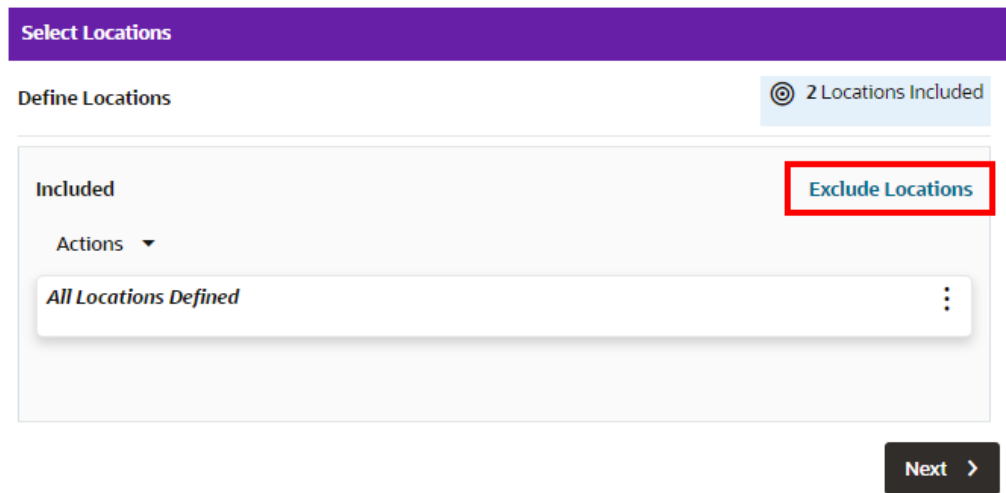 Select Locations
Define Locations
2 Locations Included
Included
Exclude Locations
Actions
All Locations Defined
Next